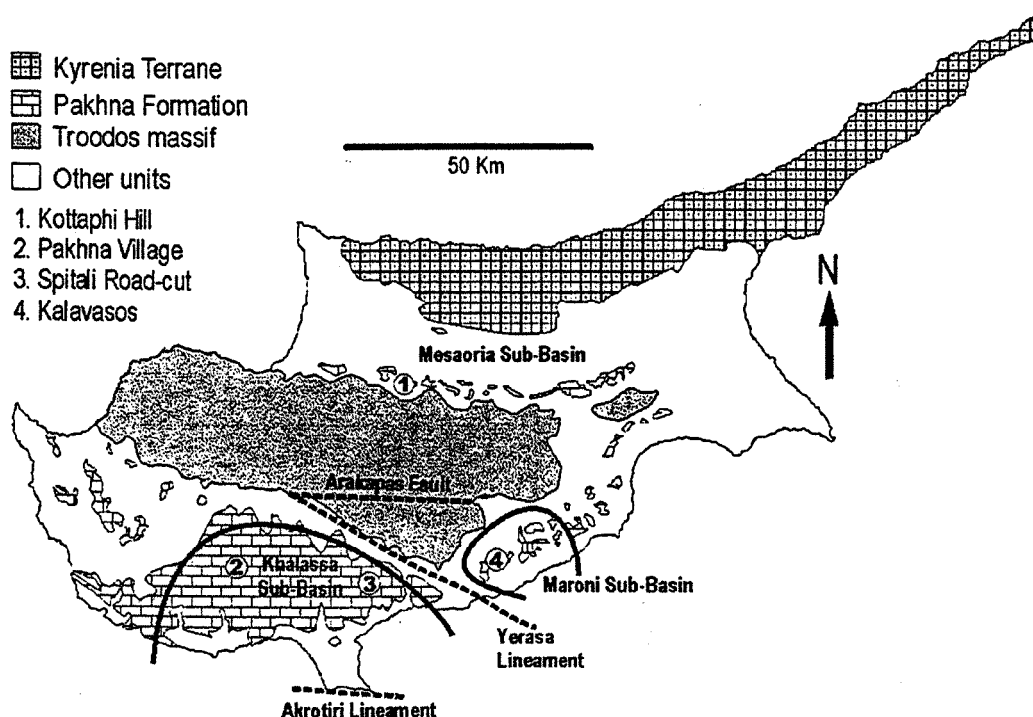 Kyrenia Terrane
Pakhna Formation
Troodos massif
Other units
1. Kottaphi Hill
2. Pakhna Village
3. Spitali Road-cut
4. Kalavasos
50 Km
N
Mesaoria Sub-Basin
1
Arakapas Fault
2
Khalassa
Sub-Basin
3
4
Maroni Sub-Basin
Yerasa
Lineament
Akrotiri Lineament